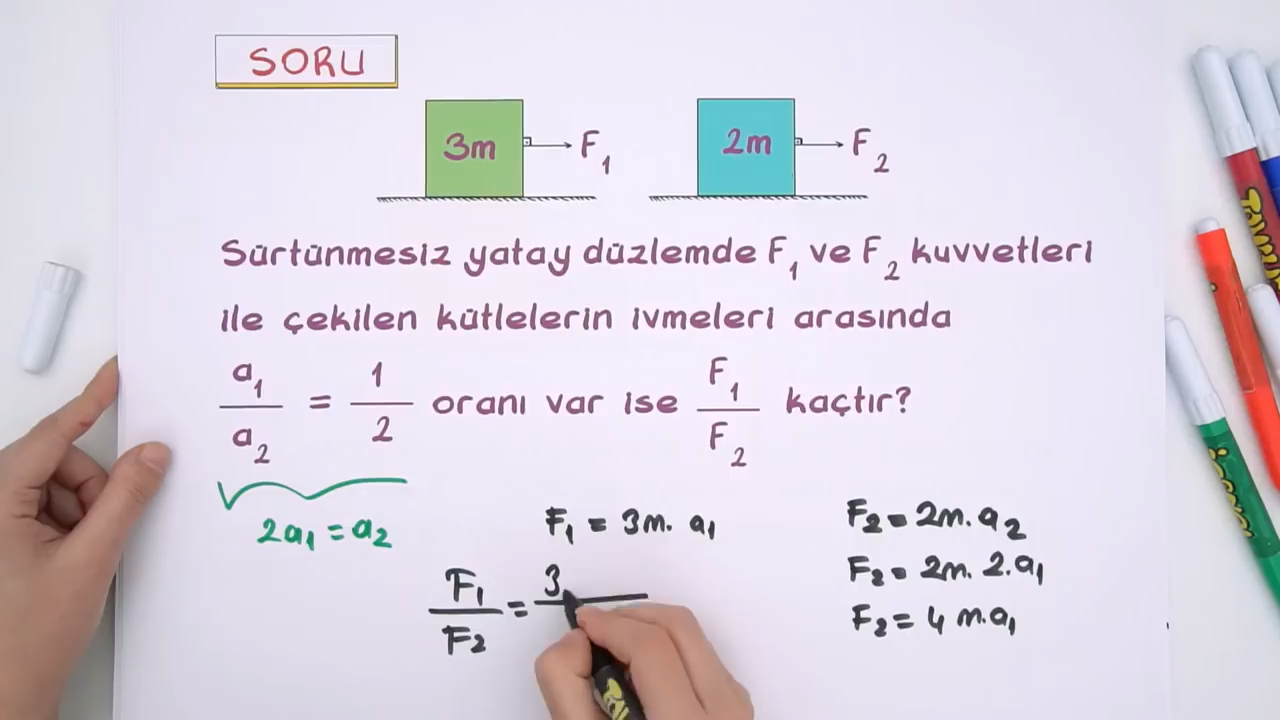 SORU
3m F1 2m F2
Sürtünmesiz yatay düzlemde F1 ve F2 kuvvetleri
ile çekilen kütlelerin ivmeleri arasında
a1/a2 = 1/2 oranı var ise F1/F2 kaçtır?
2a1 = a2
F1 = 3m. a1
F1/F2 = 3
F2 = 2m. a2
F2 = 2m. 2.a1
F2 = 4 m.a1